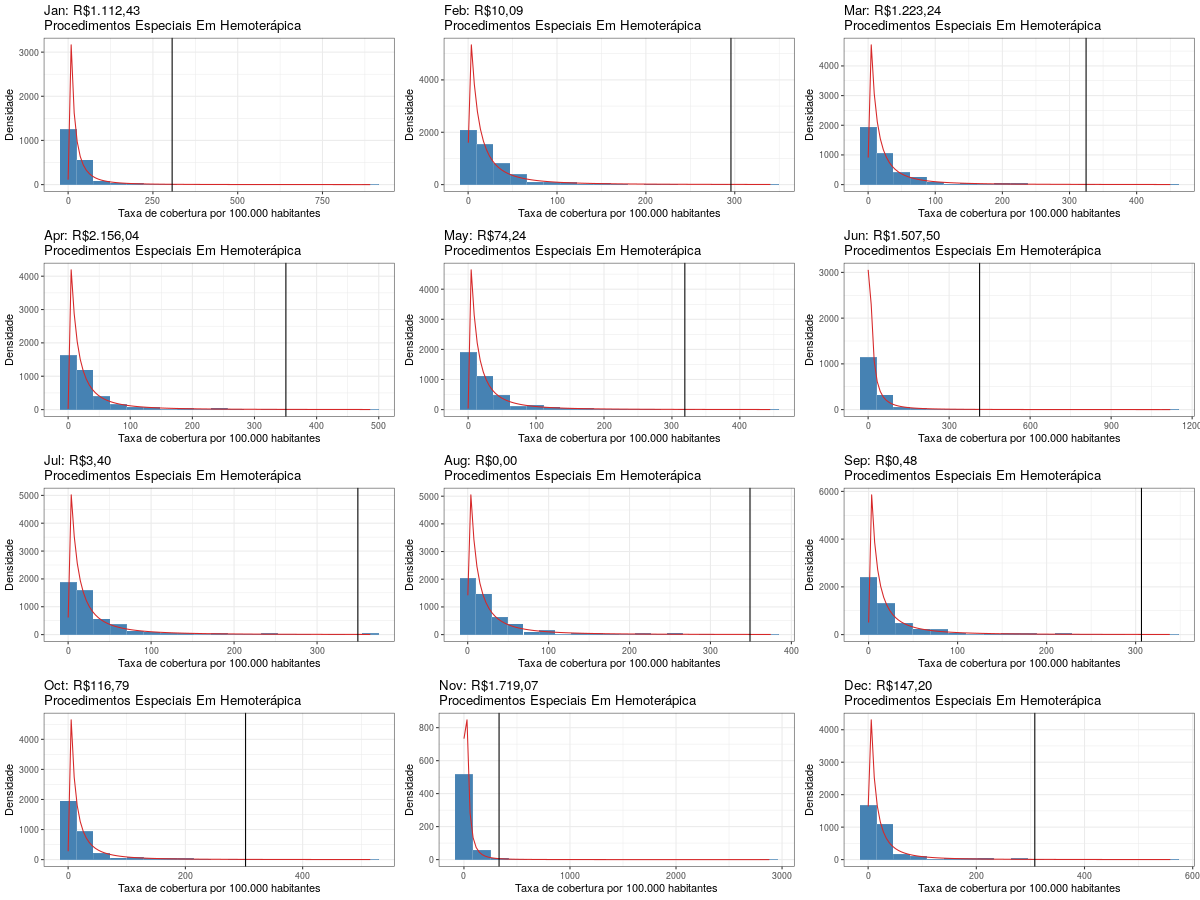 Jan: R$1.112,43
Procedimentos Especiais Em Hemoterápica
Densidade
3000
2000
1000
0
0 250 500 750
Taxa de cobertura por 100.000 habitantes
Feb: R$10,09
Procedimentos Especiais Em Hemoterápica
Densidade
4000
2000
0
0 100 200 300
Taxa de cobertura por 100.000 habitantes
Mar: R$1.223,24
Procedimentos Especiais Em Hemoterápica
Densidade
4000
3000
2000
1000
0
0 100 200 300 400
Taxa de cobertura por 100.000 habitantes
Apr: R$2.156,04
Procedimentos Especiais Em Hemoterápica
Densidade
4000
3000
2000
1000
0
0 100 200 300 400 500
Taxa de cobertura por 100.000 habitantes
May: R$74,24
Procedimentos Especiais Em Hemoterápica
Densidade
4000
3000
2000
1000
0
0 100 200 300 400
Taxa de cobertura por 100.000 habitantes
Jun: R$1.507,50
Procedimentos Especiais Em Hemoterápica
Densidade
3000
2000
1000
0
0 300 600 900 1200
Taxa de cobertura por 100.000 habitantes
Jul: R$3,40
Procedimentos Especiais Em Hemoterápica
Densidade
5000
4000
3000
2000
1000
0
0 100 200 300
Taxa de cobertura por 100.000 habitantes
Aug: R$0,00
Procedimentos Especiais Em Hemoterápica
Densidade
5000
4000
3000
2000
1000
0
0 100 200 300 400
Taxa de cobertura por 100.000 habitantes
Sep: R$0,48
Procedimentos Especiais Em Hemoterápica
Densidade
6000
4000
2000
0
0 100 200 300
Taxa de cobertura por 100.000 habitantes
Oct: R$116,79
Procedimentos Especiais Em Hemoterápica
Densidade
4000
3000
2000
1000
0
0 200 400
Taxa de cobertura por 100.000 habitantes
Nov: R$1.719,07
Procedimentos Especiais Em Hemoterápica
Densidade
800
600
400
200
0
0 1000 2000 3000
Taxa de cobertura por 100.000 habitantes
Dec: R$147,20
Procedimentos Especiais Em Hemoterápica
Densidade
4000
3000
2000
1000
0
0 200 400 600
Taxa de cobertura por 100.000 habitantes